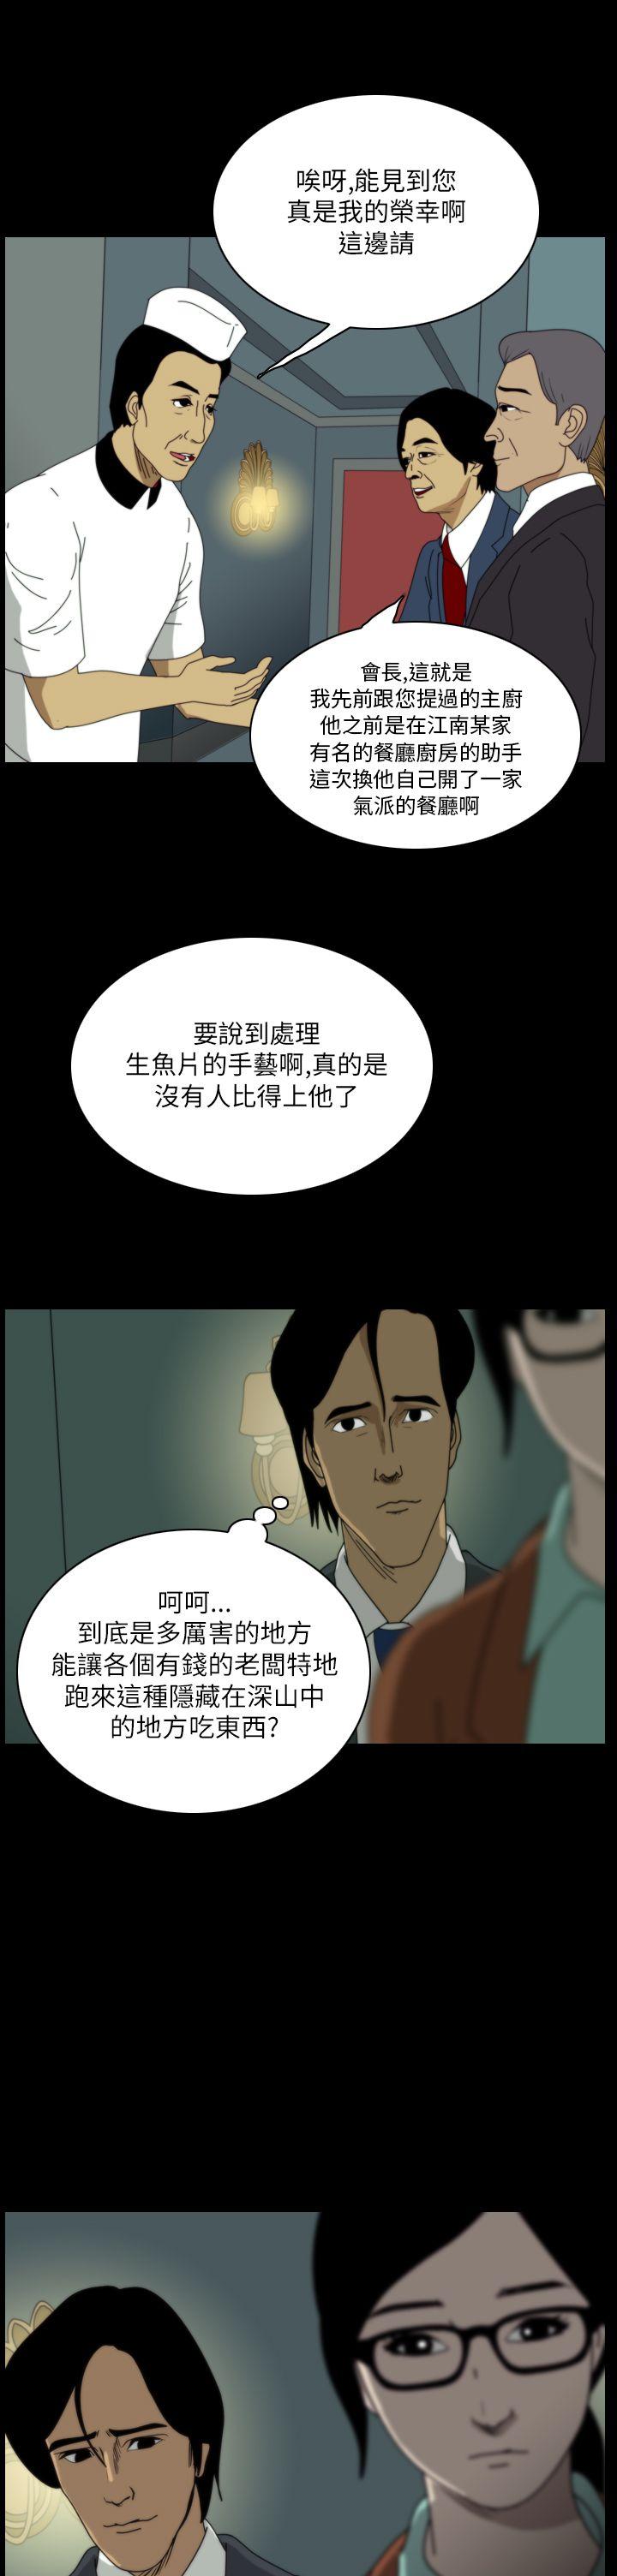 唉呀,能見到您
真是我的榮幸啊
這邊請
會長,這就是
我先前跟您提過的主廚
他之前是在江南某家
有名的餐廳廚房的助手
這次換他自己開了一家
氣派的餐廳啊
要說到處理
生魚片的手藝啊,真的是
沒有人比得上他了
呵呵...
到底是多厲害的地方
能讓各個有錢的老闆特地
跑來這種隱藏在深山中
的地方吃東西?